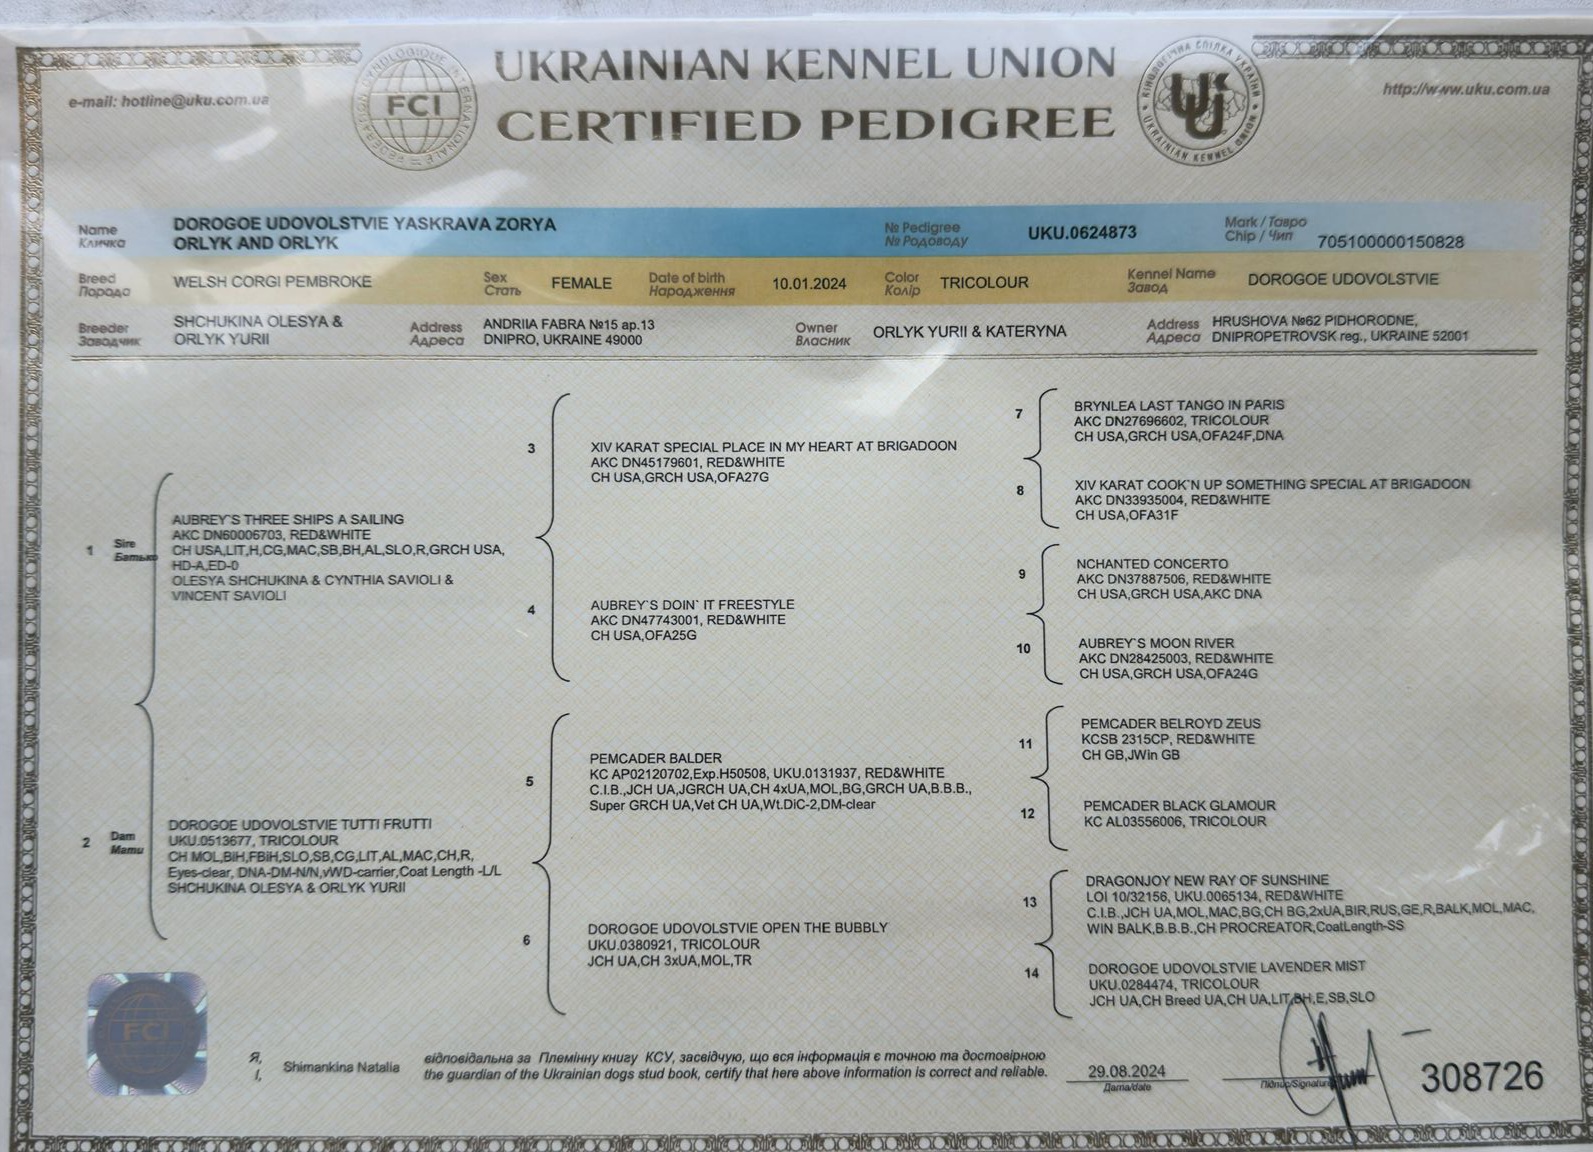 UKRAINIAN KENNEL UNION
CERTIFIED PEDIGREE
e-mail: hotline@uku.com.ua
FCI
http://www.uku.com.ua
КІНОЛОГІЧНА СПІЛКА УКРАЇНИ
UKRAINIAN KENNEL UNION
Name DOROGOE UDOVOLSTVIE YASKRAVA ZORYA № Pedigree UKU.0624873 Mark / Тавро
Кличка ORLYK AND ORLYK № Родоводу Chip / Чип 705100000150828
Breed WELSH CORGI PEMBROKE Sex FEMALE Date of birth 10.01.2024 Color TRICOLOUR Kennel Name DOROGOE UDOVOLSTVIE
Порода Стать Народження Колір Завод
Breeder SHCHUKINA OLESYA & Address ANDRIIA FABRA №15 ap.13 Owner ORLYK YURII & KATERYNA Address HRUSHOVA №62 PIDHORODNE,
Заводчик ORLYK YURII Адреса DNIPRO, UKRAINE 49000 Власник Адреса DNIPROPETROVSK reg., UKRAINE 52001
1 Sire
Батько
AUBREY`S THREE SHIPS A SAILING
AKC DN60006703, RED&WHITE
CH USA,LIT,H,CG,MAC,SB,BH,AL,SLO,R,GRCH USA,
HD-A,ED-0
OLESYA SHCHUKINA & CYNTHIA SAVIOLI &
VINCENT SAVIOLI
2 Dam
Мати
DOROGOE UDOVOLSTVIE TUTTI FRUTTI
UKU.0513677, TRICOLOUR
CH MOL,BIH,FBIH,SLO,SB,CG,LIT,AL,MAC,CH,R,
Eyes-clear, DNA-DM-N/N,vWD-carrier,Coat Length -L/L
SHCHUKINA OLESYA & ORLYK YURII
3
XIV KARAT SPECIAL PLACE IN MY HEART AT BRIGADOON
AKC DN45179601, RED&WHITE
CH USA,GRCH USA,OFA27G
4
AUBREY`S DOIN` IT FREESTYLE
AKC DN47743001, RED&WHITE
CH USA,OFA25G
5
PEMCADER BALDER
KC AP02120702,Exp.H50508, UKU.0131937, RED&WHITE
C.I.B.,JCH UA,JGRCH UA,CH 4xUA,MOL,BG,GRCH UA,B.B.B.,
Super GRCH UA,Vet CH UA,Wt.DiC-2,DM-clear
6
DOROGOE UDOVOLSTVIE OPEN THE BUBBLY
UKU.0380921, TRICOLOUR
JCH UA,CH 3xUA,MOL,TR
7
BRYNLEA LAST TANGO IN PARIS
AKC DN27696602, TRICOLOUR
CH USA,GRCH USA,OFA24F,DNA
8
XIV KARAT COOK`N UP SOMETHING SPECIAL AT BRIGADOON
AKC DN33935004, RED&WHITE
CH USA,OFA31F
9
NCHANTED CONCERTO
AKC DN37887506, RED&WHITE
CH USA,GRCH USA,AKC DNA
10
AUBREY`S MOON RIVER
AKC DN28425003, RED&WHITE
CH USA,GRCH USA,OFA24G
11
PEMCADER BELROYD ZEUS
KCSB 2315CP, RED&WHITE
CH GB,JWin GB
12
PEMCADER BLACK GLAMOUR
KC AL03556006, TRICOLOUR
13
DRAGONJOY NEW RAY OF SUNSHINE
LOI 10/32156, UKU.0065134, RED&WHITE
C.I.B.,JCH UA,MOL,MAC,BG,CH BG,2xUA,BIR,RUS,GE,R,BALK,MOL,MAC,
WIN BALK,B.B.B.,CH PROCREATOR,CoatLength-SS
14
DOROGOE UDOVOLSTVIE LAVENDER MIST
UKU.0284474, TRICOLOUR
JCH UA,CH Breed UA,CH UA,LIT,BH,E,SB,SLO
FCI
Я, Shimankina Natalia відповідальна за Племінну книгу КСУ, засвідчую, що вся інформація є точною та достовірною
I, the guardian of the Ukrainian dogs stud book, certify that here above information is correct and reliable.
29.08.2024
Дата/date
Підпис/Signature
308726